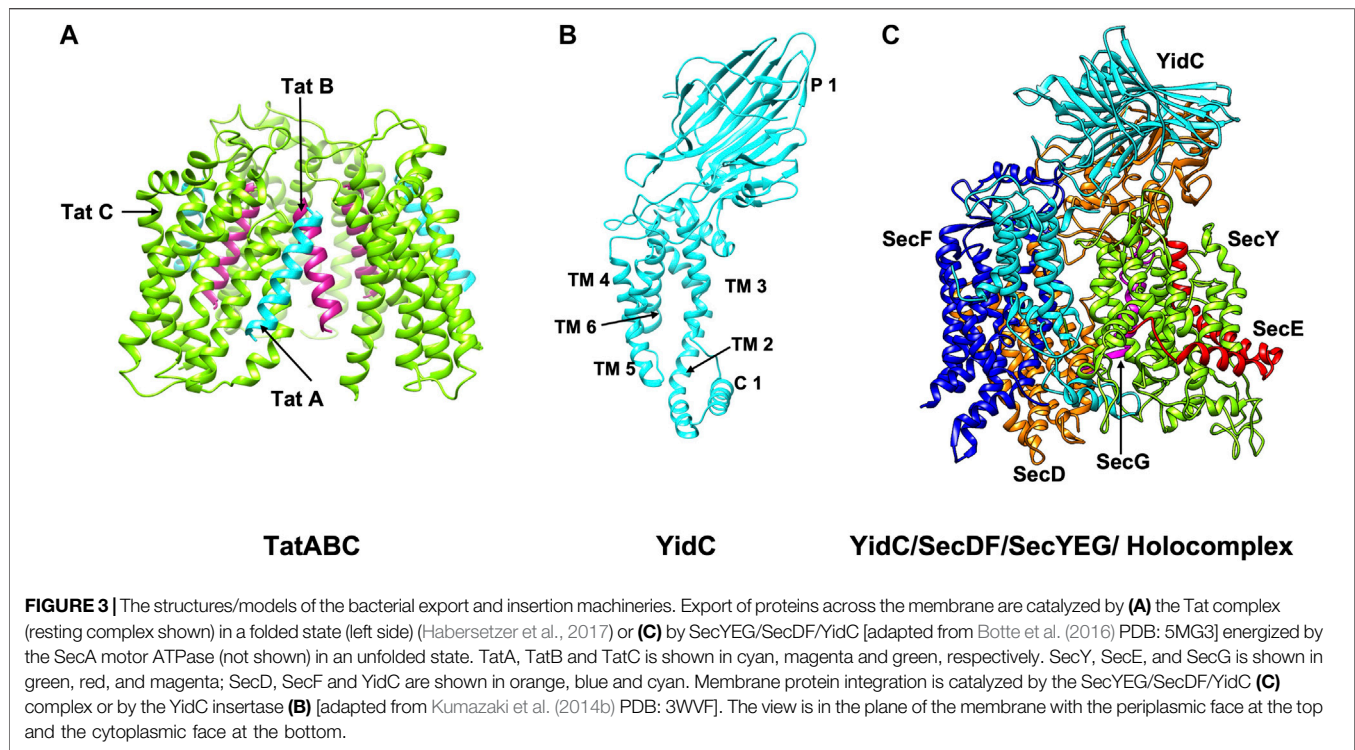 A
B
C
Tat B
Tat C
Tat A
P 1
TM 4
TM 3
TM 6
TM 2
TM 5
C 1
YidC
SecF
SecY
SecE
SecD
SecG
TatABC
YidC
YidC/SecDF/SecYEG/ Holocomplex
FIGURE 3 | The structures/models of the bacterial export and insertion machineries. Export of proteins across the membrane are catalyzed by (A) the Tat complex
(resting complex shown) in a folded state (left side) (Habersetzer et al., 2017) or (C) by SecYEG/SecDF/YidC [adapted from Botte et al. (2016) PDB: 5MG3] energized by
the SecA motor ATPase (not shown) in an unfolded state. TatA, TatB and TatC is shown in cyan, magenta and green, respectively. SecY, SecE, and SecG is shown in
green, red, and magenta; SecD, SecF and YidC are shown in orange, blue and cyan. Membrane protein integration is catalyzed by the SecYEG/SecDF/YidC (C)
complex or by the YidC insertase (B) [adapted from Kumazaki et al. (2014b) PDB: 3WVF]. The view is in the plane of the membrane with the periplasmic face at the top
and the cytoplasmic face at the bottom.